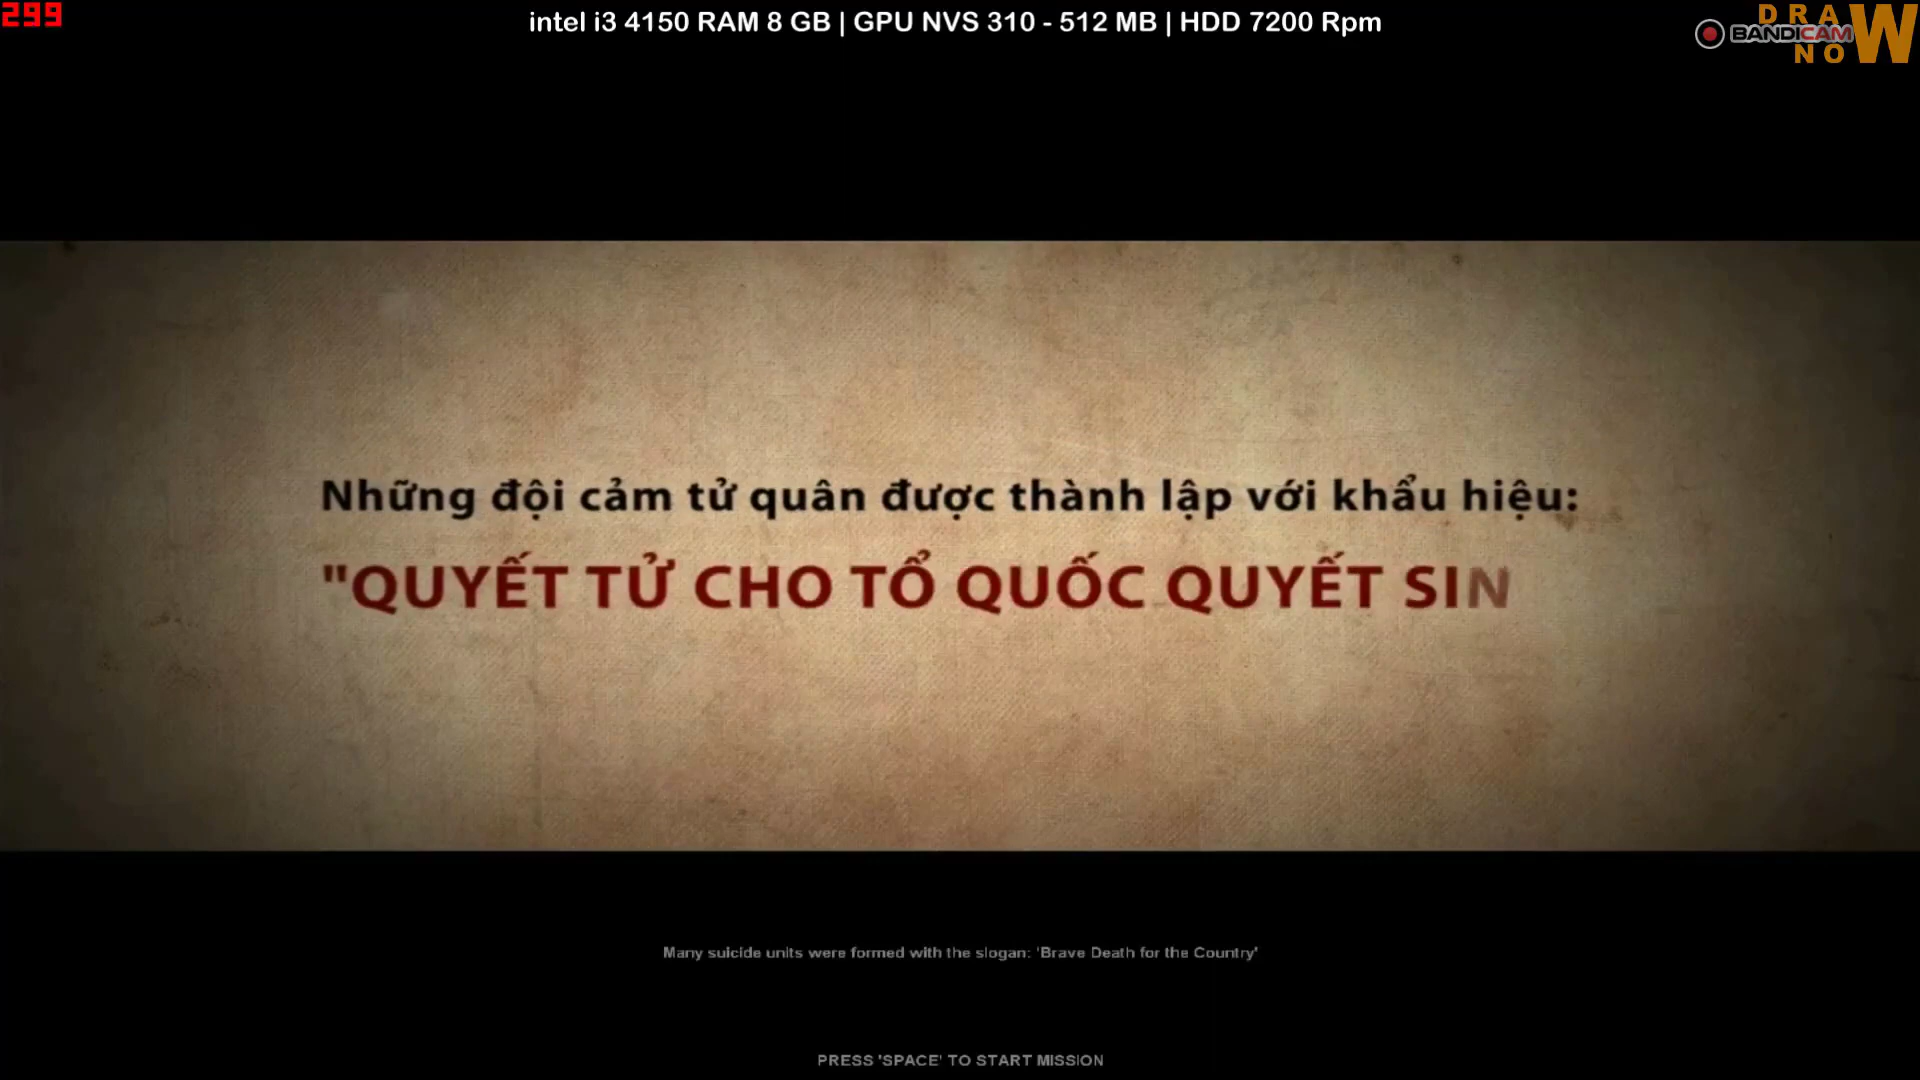 299
intel i3 4150 RAM 8 GB | GPU NVS 310 - 512 MB | HDD 7200 Rpm
DRAW
NO
BANDICAM
Những đội cảm tử quân được thành lập với khẩu hiệu:
"QUYẾT TỬ CHO TỔ QUỐC QUYẾT SIN
Many suicide units were formed with the slogan: 'Brave Death for the Country'
PRESS 'SPACE' TO START MISSION